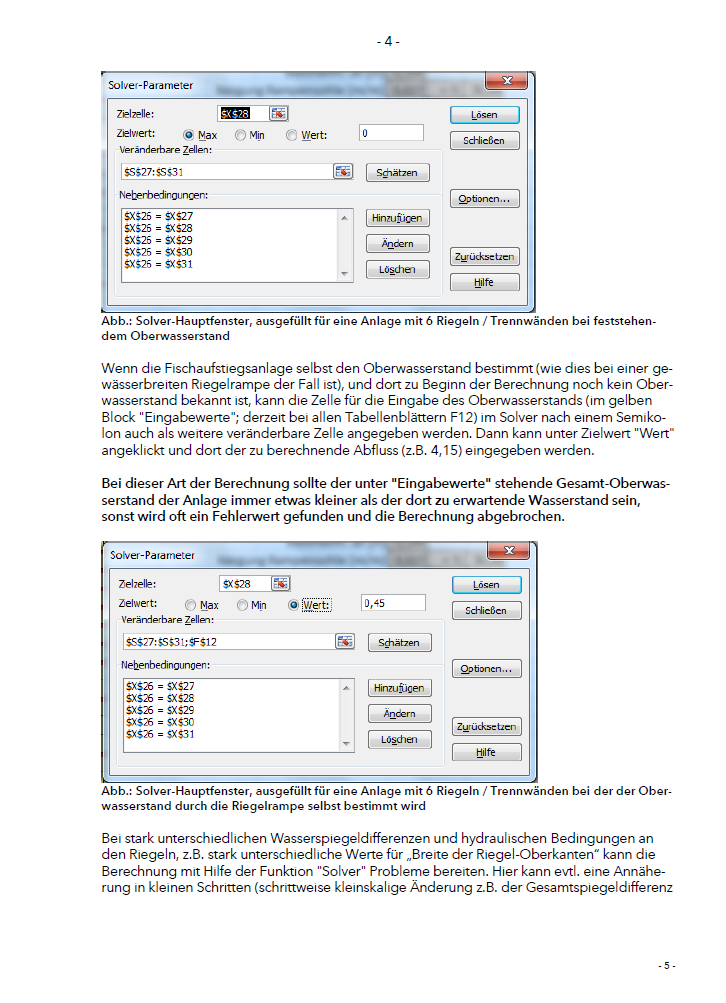 - 4 -
Solver-Parameter
Zielzelle:
$X$28
Lösen
Zielwert:
Max
Min
Wert:
0
Schließen
Veränderbare Zellen:
$S$27:$S$31
Schätzen
Nebenbedingungen:
Optionen...
$X$26 = $X$27
$X$26 = $X$28
$X$26 = $X$29
$X$26 = $X$30
$X$26 = $X$31
Hinzufügen
Ändern
Löschen
Zurücksetzen
Hilfe
Abb.: Solver-Hauptfenster, ausgefüllt für eine Anlage mit 6 Riegeln / Trennwänden bei feststehen-
dem Oberwasserstand
Wenn die Fischaufstiegsanlage selbst den Oberwasserstand bestimmt (wie dies bei einer ge-
wässerbreiten Riegelrampe der Fall ist), und dort zu Beginn der Berechnung noch kein Ober-
wasserstand bekannt ist, kann die Zelle für die Eingabe des Oberwasserstands (im gelben
Block "Eingabewerte"; derzeit bei allen Tabellenblättern F12) im Solver nach einem Semiko-
lon auch als weitere veränderbare Zelle angegeben werden. Dann kann unter Zielwert "Wert"
angeklickt und dort der zu berechnende Abfluss (z.B. 4,15) eingegeben werden.
Bei dieser Art der Berechnung sollte der unter "Eingabewerte" stehende Gesamt-Oberwas-
serstand der Anlage immer etwas kleiner als der dort zu erwartende Wasserstand sein,
sonst wird oft ein Fehlerwert gefunden und die Berechnung abgebrochen.
Solver-Parameter
Zielzelle:
$X$28
Lösen
Zielwert:
Max
Min
Wert:
0,45
Schließen
Veränderbare Zellen:
$S$27:$S$31;$F$12
Schätzen
Nebenbedingungen:
Optionen...
$X$26 = $X$27
$X$26 = $X$28
$X$26 = $X$29
$X$26 = $X$30
$X$26 = $X$31
Hinzufügen
Ändern
Löschen
Zurücksetzen
Hilfe
Abb.: Solver-Hauptfenster, ausgefüllt für eine Anlage mit 6 Riegeln / Trennwänden bei der der Ober-
wasserstand durch die Riegelrampe selbst bestimmt wird
Bei stark unterschiedlichen Wasserspiegeldifferenzen und hydraulischen Bedingungen an
den Riegeln, z.B. stark unterschiedliche Werte für „Breite der Riegel-Oberkanten“ kann die
Berechnung mit Hilfe der Funktion "Solver" Probleme bereiten. Hier kann evtl. eine Annähe-
rung in kleinen Schritten (schrittweise kleinskalige Änderung z.B. der Gesamtspiegeldifferenz
- 5 -